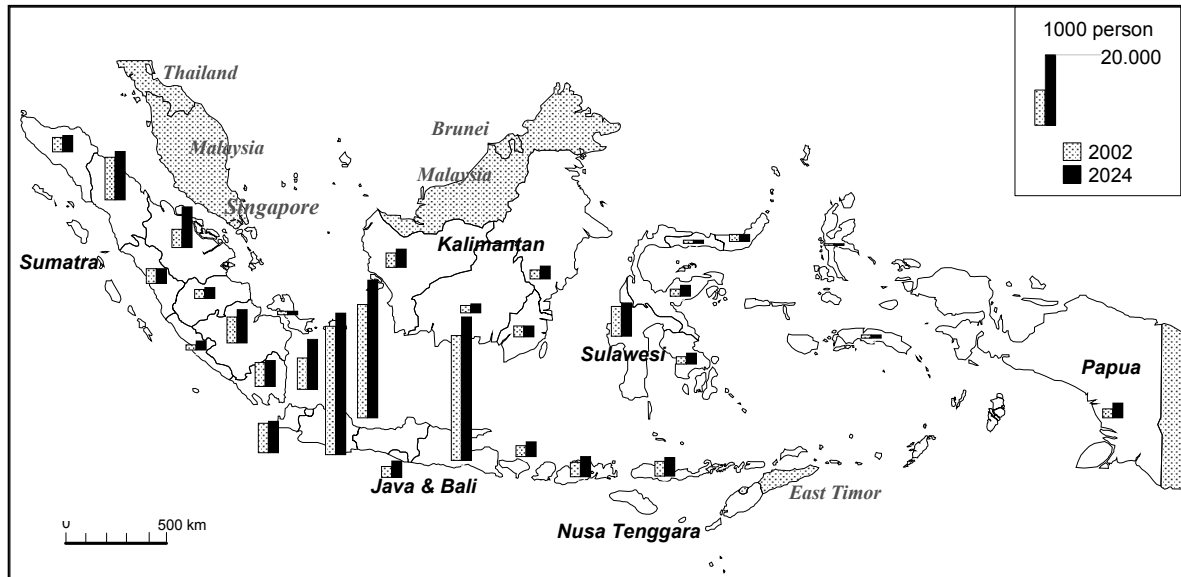 1000 person
20.000
2002
2024
Thailand
Malaysia
Singapore
Brunei
Malaysia
Kalimantan
Sumatra
Sulawesi
Papua
Java & Bali
Nusa Tenggara
East Timor
0 500 km